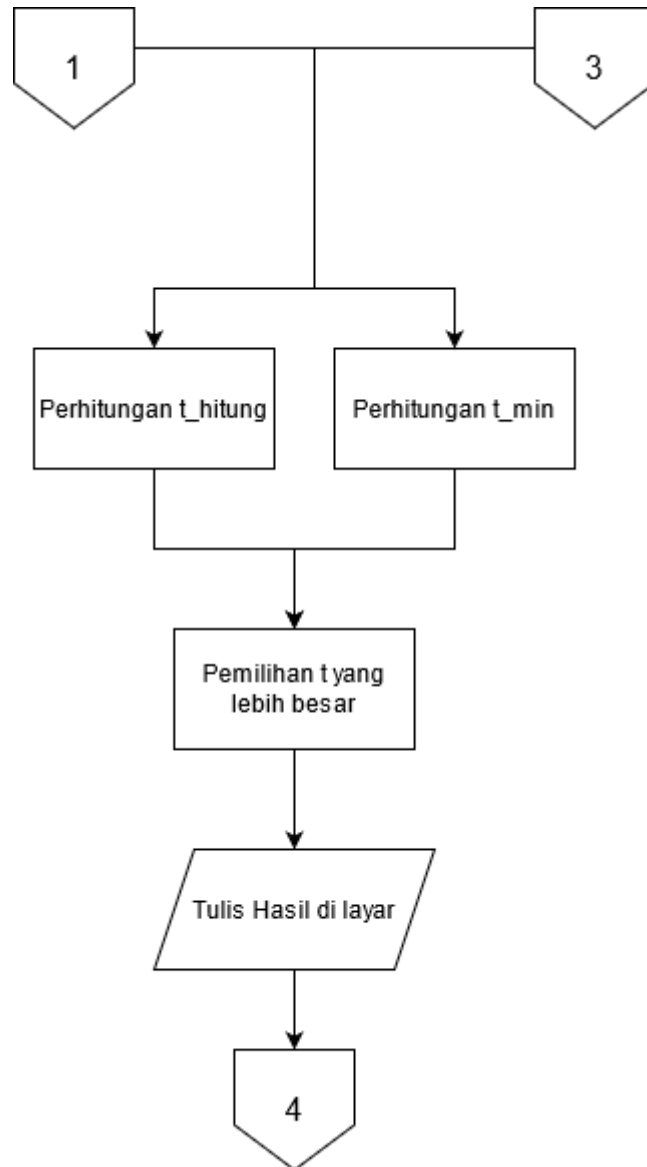 1
3
Perhitungan t_hitung
Perhitungan t_min
Pemilihan t yang
lebih besar
Tulis Hasil di layar
4